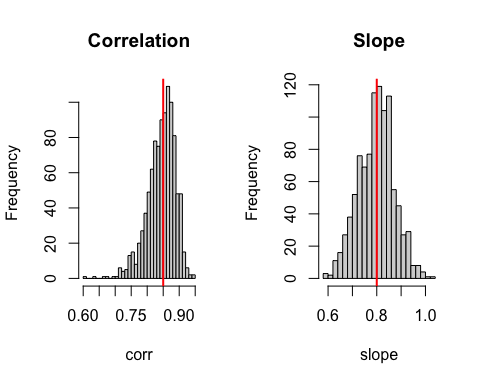 Correlation
Frequency
0 20 40 60 80
0.60 0.75 0.90
corr
Slope
Frequency
0 20 40 60 80 120
0.6 0.8 1.0
slope